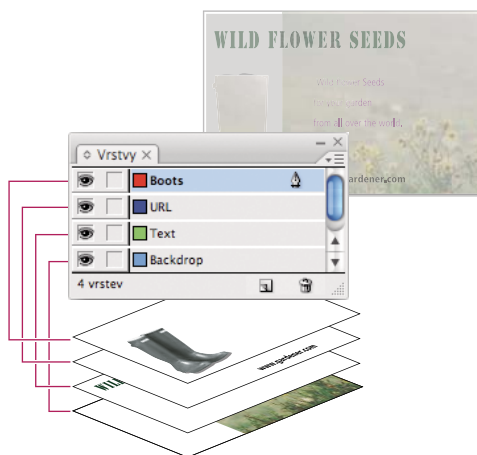 WILD FLOWER SEEDS
Wild Flower Seeds
from all over the world.
ardener.com
Vrstvy
Boots
URL
Text
Backdrop
4 vrstev
www.gardener.com
WILD